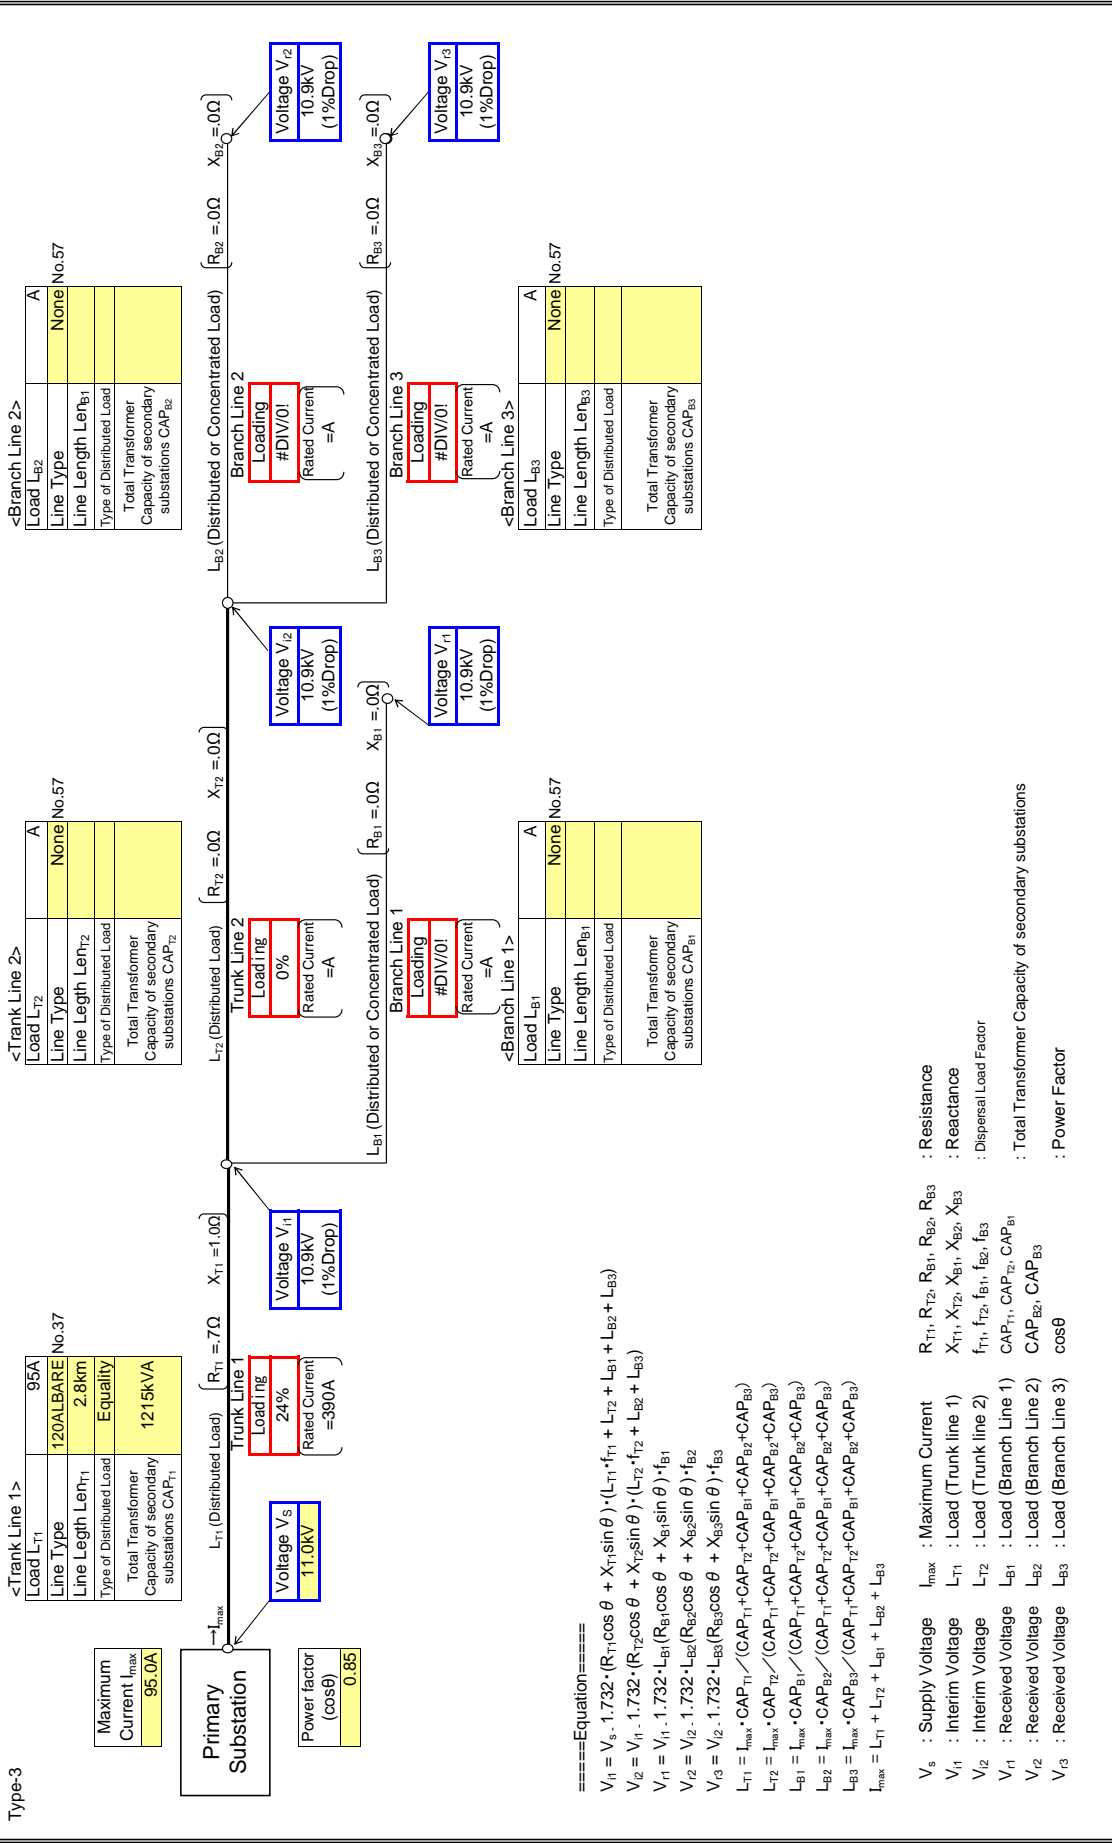 Type-3
Maximum
Current Imax
95.0A
<Trank Line 1>
Load LT1 95A
Line Type 120ALBARE No.37
Line Legth LenT1 2.8km
Type of Distributed Load Equality
Total Transformer
Capacity of secondary
substations CAPT1
1215kVA
<Trank Line 2>
Load LT2 A
Line Type None No.57
Line Length LenT2
Type of Distributed Load
Total Transformer
Capacity of secondary
substations CAPT2
<Branch Line 2>
Load LB2 A
Line Type None No.57
Line Length LenB1
Type of Distributed Load
Total Transformer
Capacity of secondary
substations CAPB2
Primary
Substation
→Imax
LT1 (Distributed Load)
RT1 =.7Ω XT1 =1.0Ω
LT2 (Distributed Load)
RT2 =.0Ω XT2 =.0Ω
LB2 (Distributed or Concentrated Load)
RB2 =.0Ω XB2 =.0Ω
Power factor
(cosθ)
0.85
Voltage VS
11.0kV
Trunk Line 1
Loading
24%
Rated Current
=390A
Voltage Vi1
10.9kV
(1%Drop)
Trunk Line 2
Loading
0%
Rated Current
=A
Voltage Vi2
10.9kV
(1%Drop)
Branch Line 2
Loading
#DIV/0!
Rated Current
=A
Voltage Vr2
10.9kV
(1%Drop)
LB1 (Distributed or Concentrated Load)
RB1 =.0Ω XB1 =.0Ω
LB3 (Distributed or Concentrated Load)
RB3 =.0Ω XB3 =.0Ω
Branch Line 1
Loading
#DIV/0!
Rated Current
=A
Voltage Vr1
10.9kV
(1%Drop)
Branch Line 3
Loading
#DIV/0!
Rated Current
=A
Voltage Vr3
10.9kV
(1%Drop)
<Branch Line 1>
Load LB1 A
Line Type None No.57
Line Length LenB1
Type of Distributed Load
Total Transformer
Capacity of secondary
substations CAPB1
<Branch Line 3>
Load LB3 A
Line Type None No.57
Line Length LenB3
Type of Distributed Load
Total Transformer
Capacity of secondary
substations CAPB3
=====Equation=====
Vi1 = Vs - 1.732・(RT1cosθ + XT1sinθ)・(LT1・fT1 + LT2 + LB1 + LB2 + LB3)
Vi2 = Vi1 - 1.732・(RT2cosθ + XT2sinθ)・(LT2・fT2 + LB2 + LB3)
Vr1 = Vi1 - 1.732・LB1(RB1cosθ + XB1sinθ)・fB1
Vr2 = Vi2 - 1.732・LB2(RB2cosθ + XB2sinθ)・fB2
Vr3 = Vi2 - 1.732・LB3(RB3cosθ + XB3sinθ)・fB3
LT1 = Imax・CAPT1／(CAPT1+CAPT2+CAPB1+CAPB2+CAPB3)
LT2 = Imax・CAPT2／(CAPT1+CAPT2+CAPB1+CAPB2+CAPB3)
LB1 = Imax・CAPB1／(CAPT1+CAPT2+CAPB1+CAPB2+CAPB3)
LB2 = Imax・CAPB2／(CAPT1+CAPT2+CAPB1+CAPB2+CAPB3)
LB3 = Imax・CAPB3／(CAPT1+CAPT2+CAPB1+CAPB2+CAPB3)
Imax = LT1 + LT2 + LB1 + LB2 + LB3
Vs : Supply Voltage Imax : Maximum Current RT1, RT2, RB1, RB2, RB3 : Resistance
Vi1 : Interim Voltage LT1 : Load (Trunk line 1) XT1, XT2, XB1, XB2, XB3 : Reactance
Vi2 : Interim Voltage LT2 : Load (Trunk line 2) fT1, fT2, fB1, fB2, fB3 : Dispersal Load Factor
Vr1 : Received Voltage LB1 : Load (Branch Line 1) CAPT1, CAPT2, CAPB1
Vr2 : Received Voltage LB2 : Load (Branch Line 2) CAPB2, CAPB3 : Total Transformer Capacity of secondary substations
Vr3 : Received Voltage LB3 : Load (Branch Line 3) cosθ : Power Factor